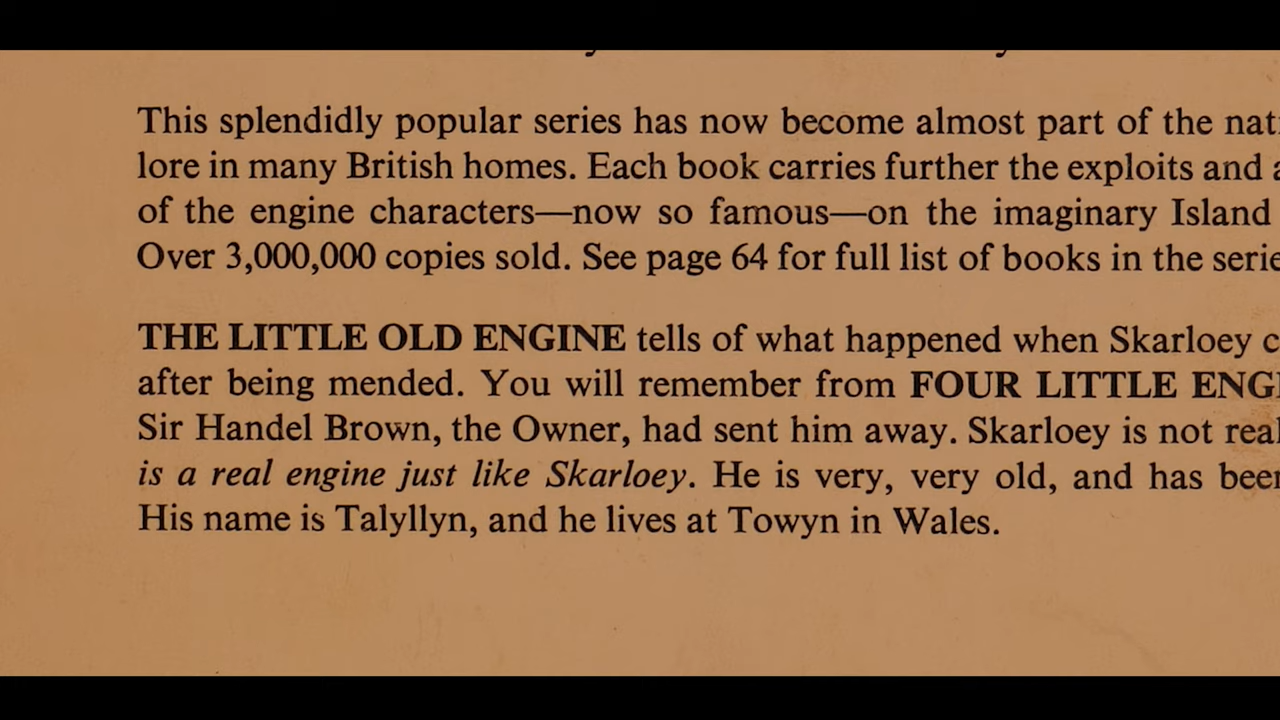 This splendidly popular series has now become almost part of the
lore in many British homes. Each book carries further the exploits and
of the engine characters—now so famous—on the imaginary Island
Over 3,000,000 copies sold. See page 64 for full list of books in the
THE LITTLE OLD ENGINE tells of what happened when Skarloey
after being mended. You will remember from FOUR LITTLE
Sir Handel Brown, the Owner, had sent him away. Skarloey is not
is a real engine just like Skarloey. He is very, very old, and has
His name is Talyllyn, and he lives at Towyn in Wales.